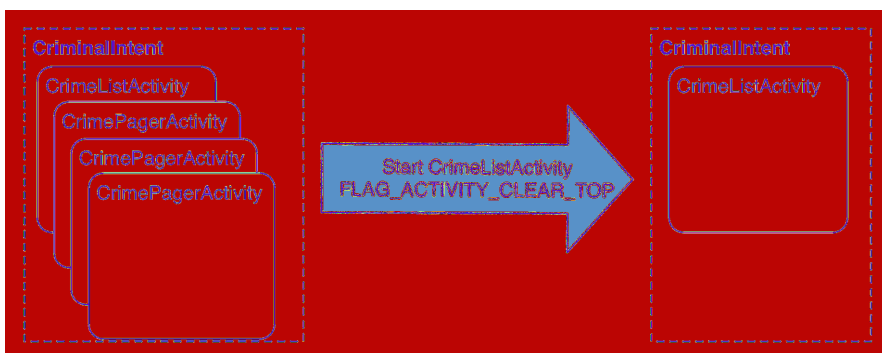 CriminalIntent
CrimeListActivity
CrimePagerActivity
CrimePagerActivity
CrimePagerActivity
Start CrimeListActivity
FLAG_ACTIVITY_CLEAR_TOP
CriminalIntent
CrimeListActivity